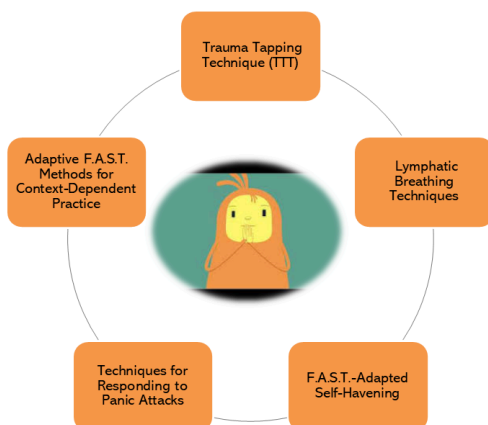 Trauma Tapping
Technique (TTT)
Lymphatic
Breathing
Techniques
F.A.S.T.-Adapted
Self-Havening
Techniques for
Responding to
Panic Attacks
Adaptive F.A.S.T.
Methods for
Context-Dependent
Practice